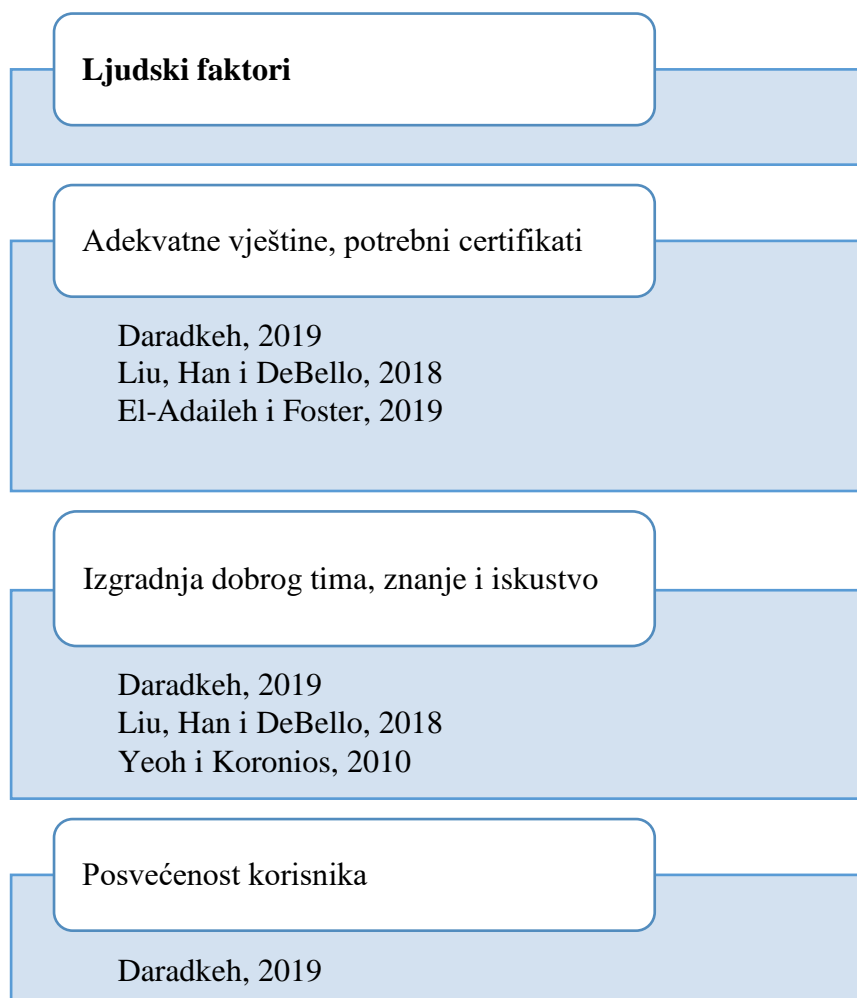 Ljudski faktori
Adekvatne vještine, potrebni certifikati
Daradkeh, 2019
Liu, Han i DeBello, 2018
El-Adaileh i Foster, 2019
Izgradnja dobrog tima, znanje i iskustvo
Daradkeh, 2019
Liu, Han i DeBello, 2018
Yeoh i Koronios, 2010
Posvećenost korisnika
Daradkeh, 2019